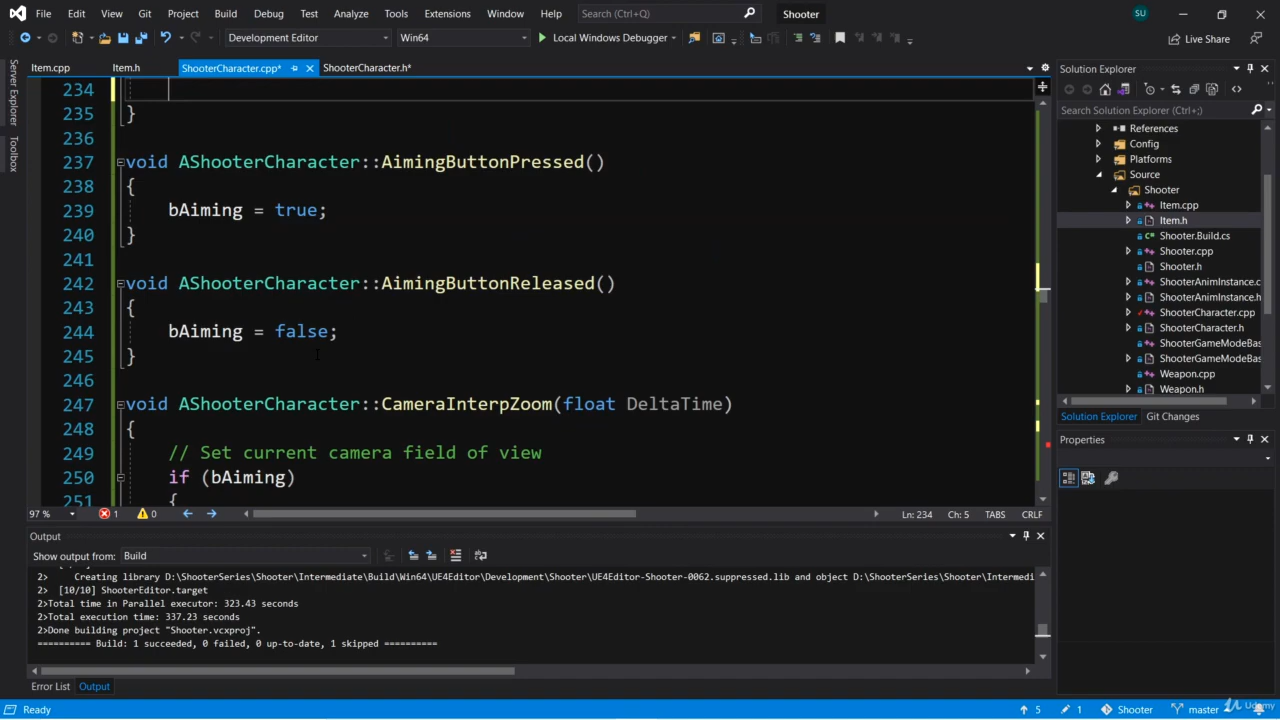 File Edit View Git Project Build Debug Test Analyze Tools Extensions Window Help Search (Ctrl+Q) Shooter SU
Development Editor Win64 Local Windows Debugger Live Share
Item.cpp Item.h ShooterCharacter.cpp* ShooterCharacter.h*
Server Explorer
Toolbox
234
235 }
236
237 void AShooterCharacter::AimingButtonPressed()
238 {
239 bAiming = true;
240 }
241
242 void AShooterCharacter::AimingButtonReleased()
243 {
244 bAiming = false;
245 }
246
247 void AShooterCharacter::CameraInterpZoom(float DeltaTime)
248 {
249 // Set current camera field of view
250 if (bAiming)
251 {
97 % 1 0 Ln: 234 Ch: 5 TABS CRLF
Output
Show output from: Build
2> Creating library D:\ShooterSeries\Shooter\Intermediate\Build\Win64\UE4Editor\Development\Shooter\UE4Editor-Shooter-0062.suppressed.lib and object D:\ShooterSeries\Shooter\Intermed
2> [10/10] ShooterEditor.target
2>Total time in Parallel executor: 323.43 seconds
2>Total execution time: 337.23 seconds
2>Done building project "Shooter.vcxproj".
========== Build: 1 succeeded, 0 failed, 0 up-to-date, 1 skipped ==========
Error List Output
Solution Explorer
Search Solution Explorer (Ctrl+;)
References
Config
Platforms
Source
Shooter
Item.cpp
Item.h
Shooter.Build.cs
Shooter.cpp
Shooter.h
ShooterAnimInstance.c
ShooterAnimInstance.h
ShooterCharacter.cpp
ShooterCharacter.h
ShooterGameModeBas
ShooterGameModeBas
Weapon.cpp
Weapon.h
Solution Explorer Git Changes
Properties
Ready 5 1 Shooter master
Udemy